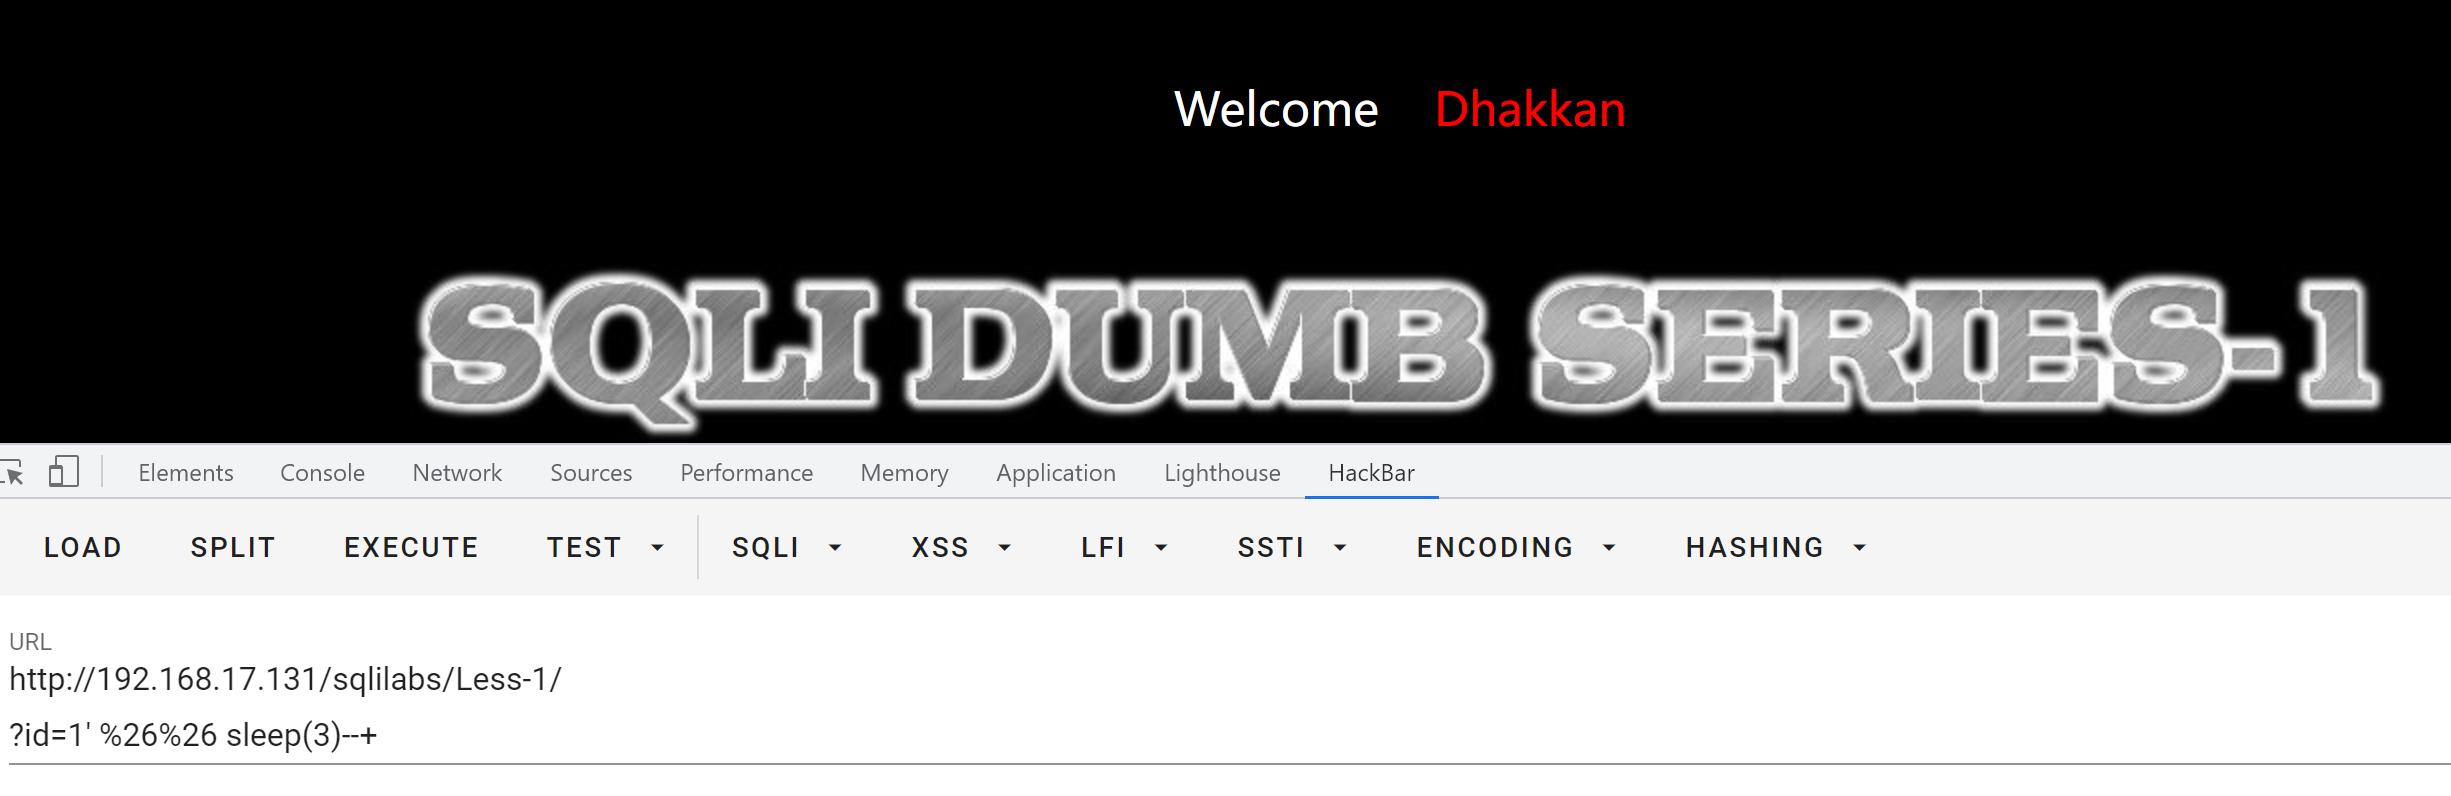 Welcome Dhakkan
SQLI DUMB SERIES-1
Elements Console Network Sources Performance Memory Application Lighthouse HackBar
LOAD SPLIT EXECUTE TEST SQLI XSS LFI SSTI ENCODING HASHING
URL
http://192.168.17.131/sqlilabs/Less-1/
?id=1' %26%26 sleep(3)--+